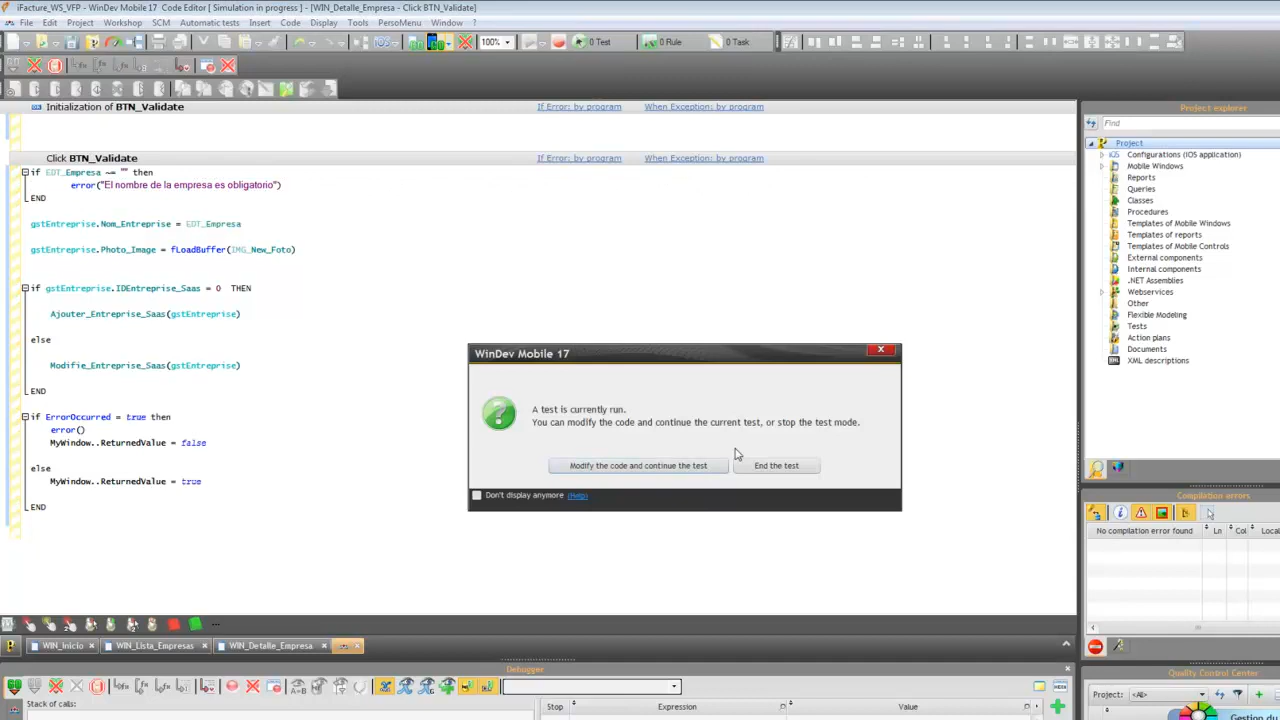 iFacture_WS_VFP - WinDev Mobile 17 Code Editor [ Simulation in progress ] - [WIN_Detalle_Empresa - Click BTN_Validate]
File Edit Project Workshop SCM Automatic tests Insert Code Display Tools PersoMenu Window ?
iOS 100% 0 Test 0 Rule 0 Task
Initialization of BTN_Validate If Error: by program When Exception: by program
Click BTN_Validate If Error: by program When Exception: by program
if EDT_Empresa ~= "" then
error("El nombre de la empresa es obligatorio")
END
gstEntreprise.Nom_Entreprise = EDT_Empresa
gstEntreprise.Photo_Image = fLoadBuffer(IMG_New_Foto)
if gstEntreprise.IDEntreprise_Saas = 0 THEN
Ajouter_Entreprise_Saas(gstEntreprise)
else
Modifie_Entreprise_Saas(gstEntreprise)
END
if ErrorOccurred = true then
error()
MyWindow..ReturnedValue = false
else
MyWindow..ReturnedValue = true
END
WinDev Mobile 17
A test is currently run.
You can modify the code and continue the current test, or stop the test mode.
Modify the code and continue the test End the test
Don't display anymore (Help)
Project explorer
Find
Project
Configurations (iOS application)
Mobile Windows
Reports
Queries
Classes
Procedures
Templates of Mobile Windows
Templates of reports
Templates of Mobile Controls
External components
Internal components
.NET Assemblies
Webservices
Other
Flexible Modeling
Tests
Action plans
Documents
XML descriptions
Compilation errors
No compilation error found Ln Col Local
WIN_Inicio WIN_Lista_Empresas WIN_Detalle_Empresa
Debugger
Stack of calls: Stop Expression Value
Quality Control Center
Project: <All>
Gestion du